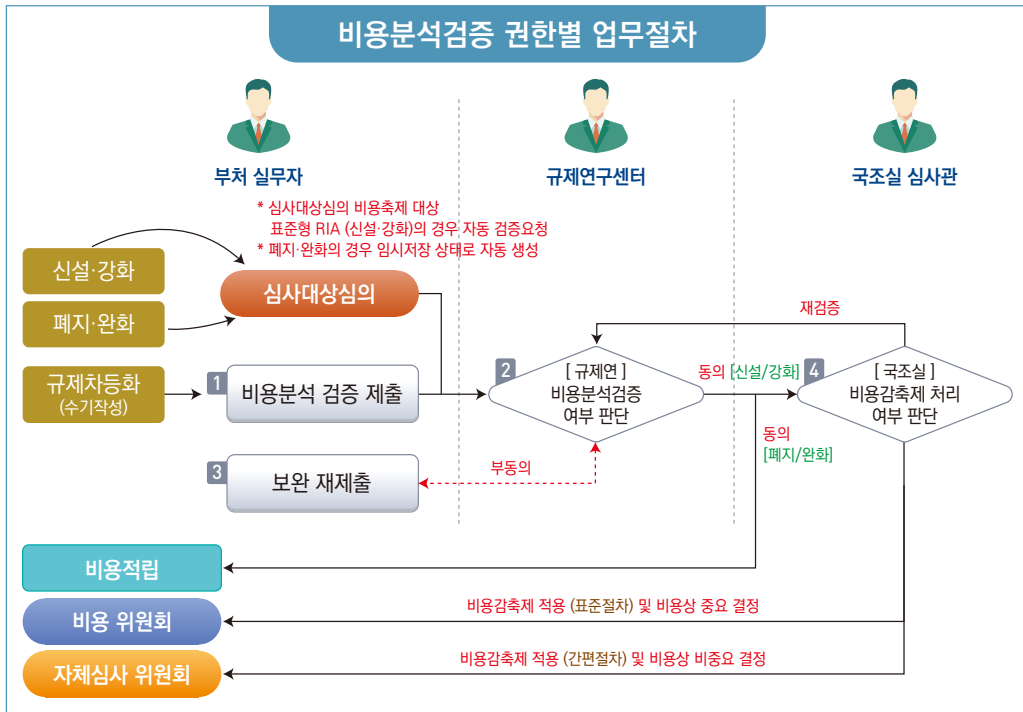 비용분석검증 권한별 업무절차
부처 실무자
규제연구센터
국조실 심사관
* 심사대상심의 비용축제 대상
표준형 RIA (신설·강화)의 경우 자동 검증요청
* 폐지·완화의 경우 임시저장 상태로 자동 생성
신설·강화
심사대상심의
폐지·완화
재검증
규제차등화
(수기작성)
1
비용분석 검증 제출
2
[ 규제연 ]
비용분석검증
여부 판단
동의 [신설/강화]
4
[ 국조실 ]
비용감축제 처리
여부 판단
동의
[폐지/완화]
3
보완 재제출
부동의
비용적립
비용 위원회
비용감축제 적용 (표준절차) 및 비용상 중요 결정
자체심사 위원회
비용감축제 적용 (간편절차) 및 비용상 비중요 결정